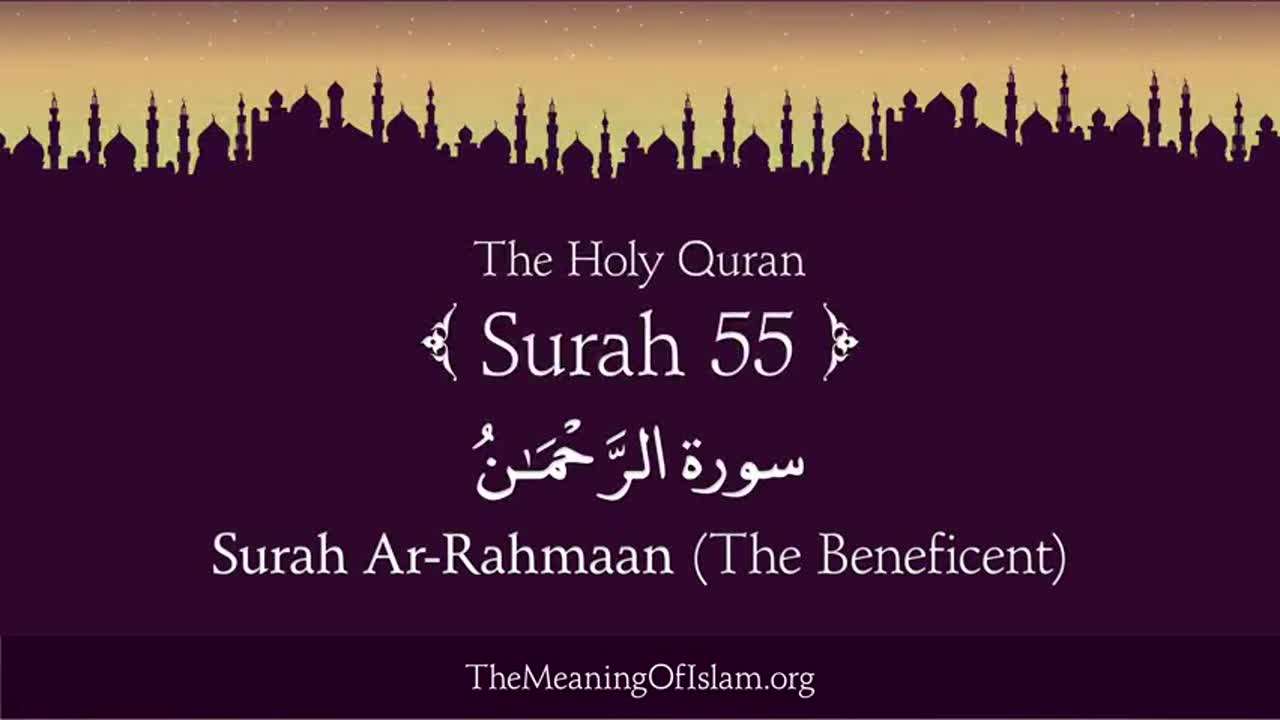 The Holy Quran
Surah 55
سورة الرَّحْمَـٰنُ
Surah Ar-Rahmaan (The Beneficent)
TheMeaningOfIslam.org